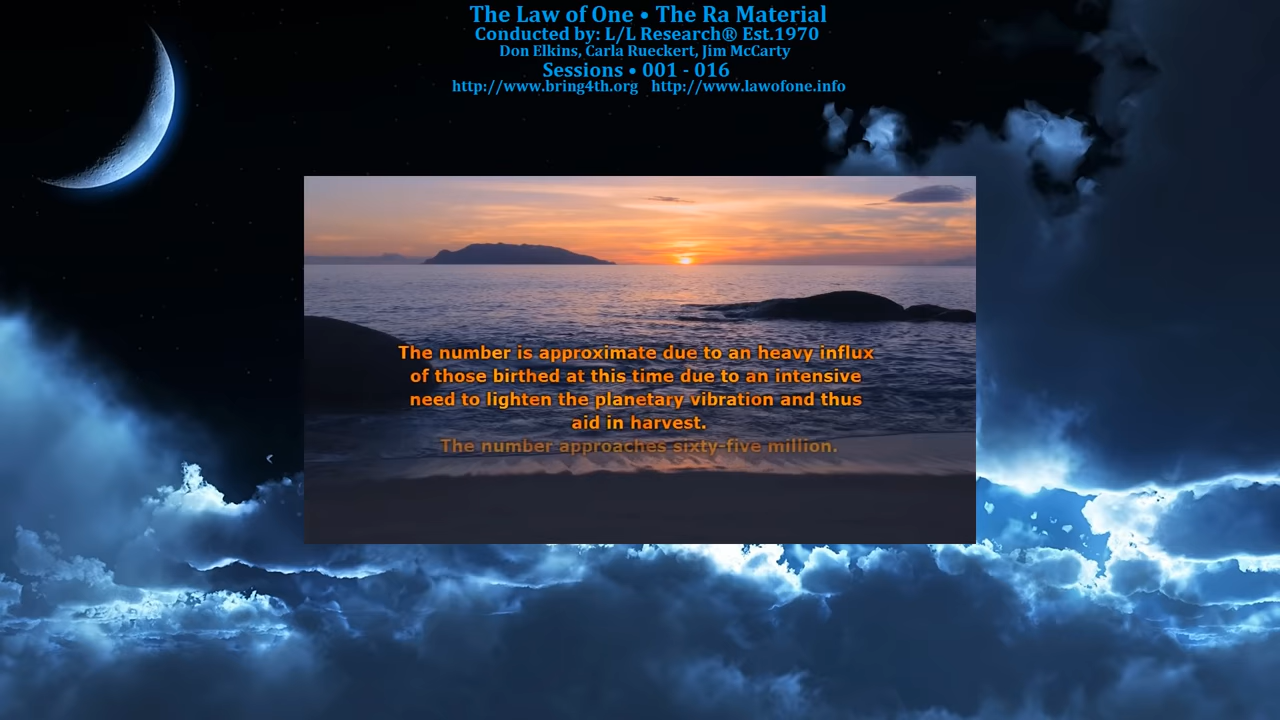 The Law of One • The Ra Material
Conducted by: L/L Research® Est.1970
Don Elkins, Carla Rueckert, Jim McCarty
Sessions • 001 - 016
http://www.bring4th.org http://www.lawofone.info
The number is approximate due to an heavy influx
of those birthed at this time due to an intensive
need to lighten the planetary vibration and thus
aid in harvest.
The number approaches sixty-five million.